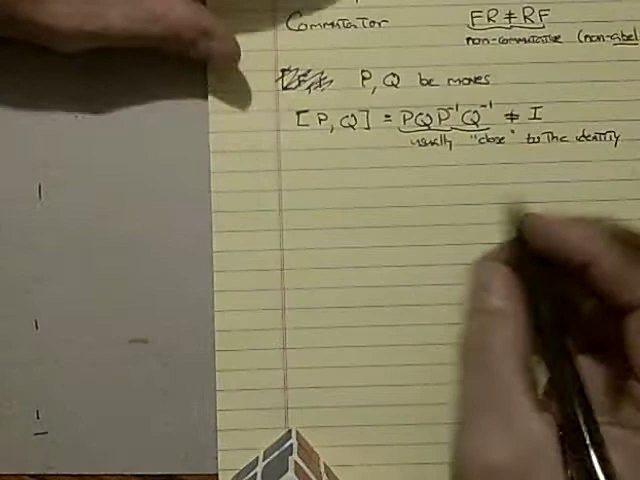 Commutator FR ≠ RF
non-commutative (non-abel
P, Q be moves
[P, Q] = PQP⁻¹Q⁻¹ ≠ I
usually "close" to the identity